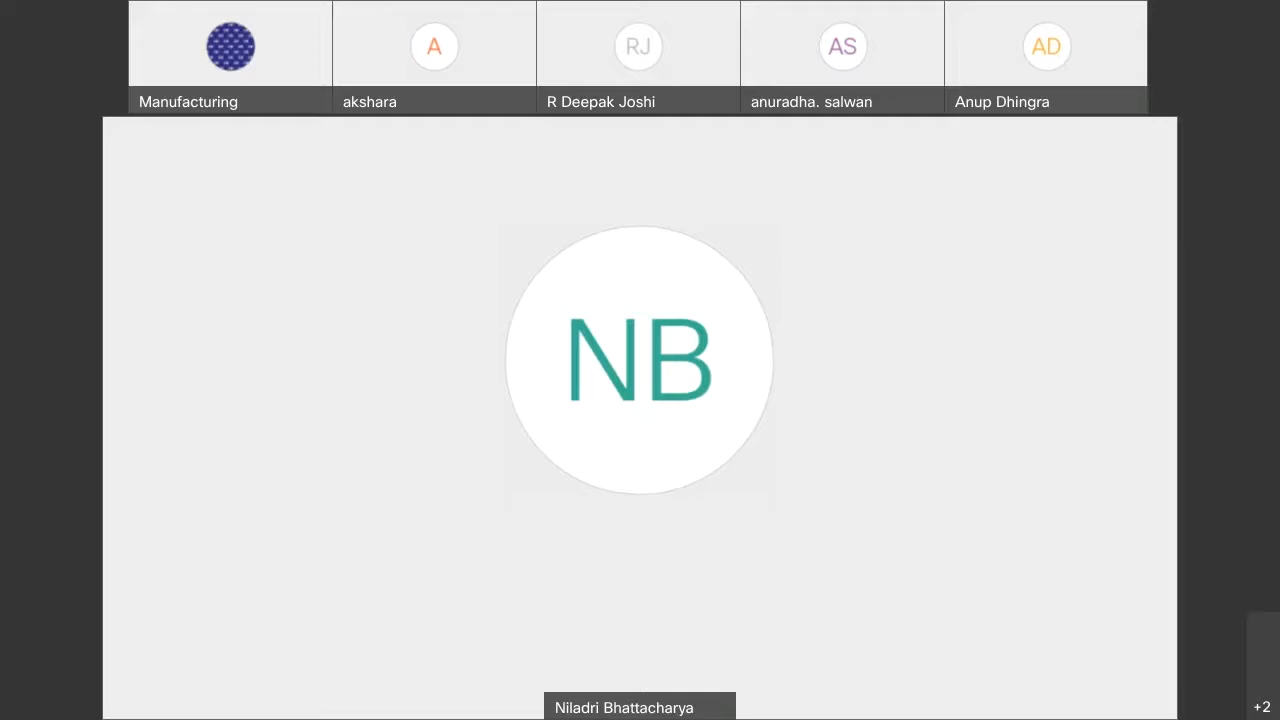 A
RJ
AS
AD
Manufacturing
akshara
R Deepak Joshi
anuradha. salwan
Anup Dhingra
NB
Niladri Bhattacharya
+2